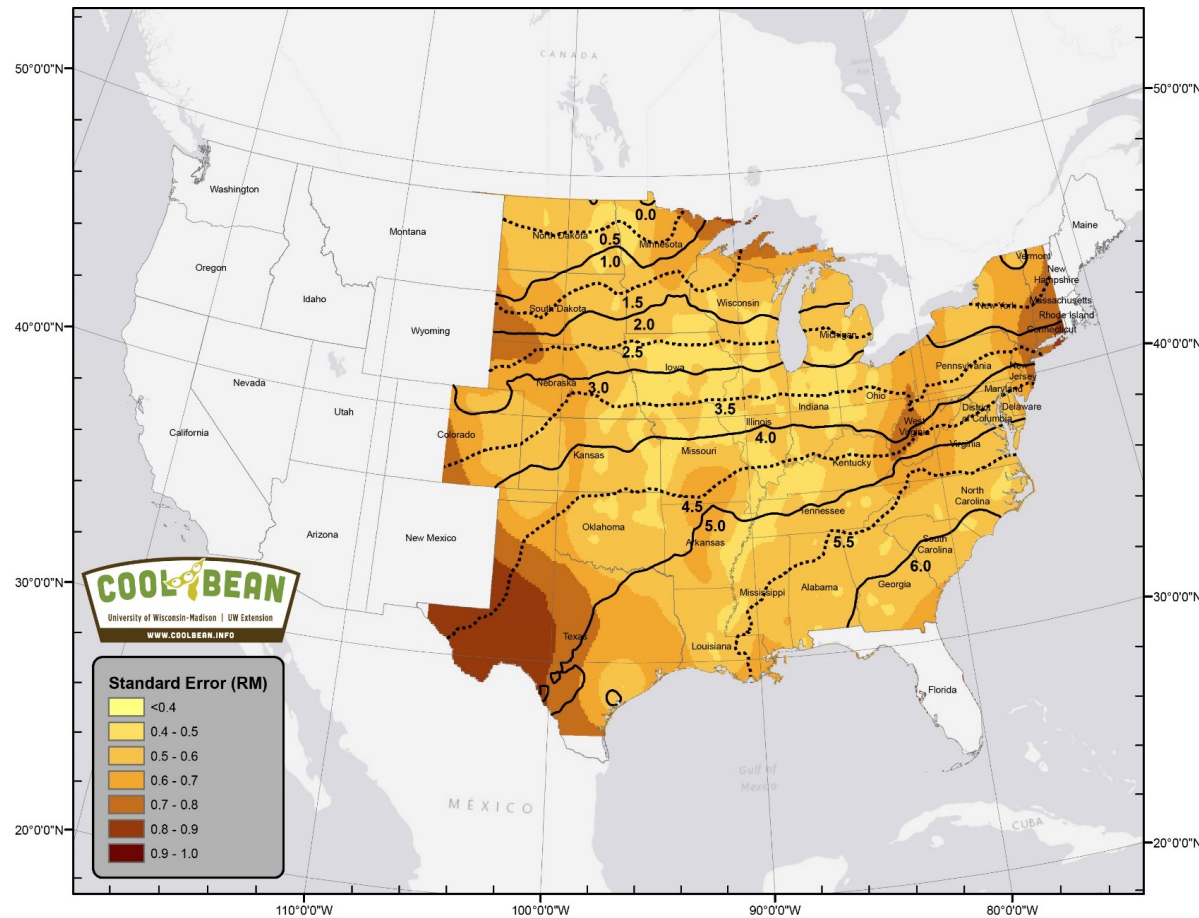 CANADA
James
Bay
50°0'0"N
50°0'0"N
Washington
Montana
Maine
North Dakota
Minnesota
0.0
0.5
1.0
Vermont
New
Hampshire
Oregon
Idaho
South Dakota
Wisconsin
1.5
2.0
Michigan
New York
Massachusetts
Rhode Island
Connecticut
Wyoming
40°0'0"N
40°0'0"N
2.5
Nebraska
Iowa
3.0
Pennsylvania
New
Jersey
Nevada
Utah
Colorado
3.5
Illinois
Indiana
Ohio
Maryland
District
of Columbia
Delaware
West
Virginia
California
Kansas
Missouri
4.0
Kentucky
Virginia
4.5
5.0
North
Carolina
Tennessee
Arizona
New Mexico
Oklahoma
Arkansas
5.5
South
Carolina
6.0
30°0'0"N
30°0'0"N
Mississippi
Alabama
Georgia
COOL BEAN
University of Wisconsin-Madison | UW Extension
WWW.COOLBEAN.INFO
Texas
Louisiana
Florida
Standard Error (RM)
<0.4
0.4 - 0.5
0.5 - 0.6
0.6 - 0.7
0.7 - 0.8
0.8 - 0.9
0.9 - 1.0
Gulf of
Mexico
MÉXICO
CUBA
20°0'0"N
20°0'0"N
110°0'0"W
100°0'0"W
90°0'0"W
80°0'0"W